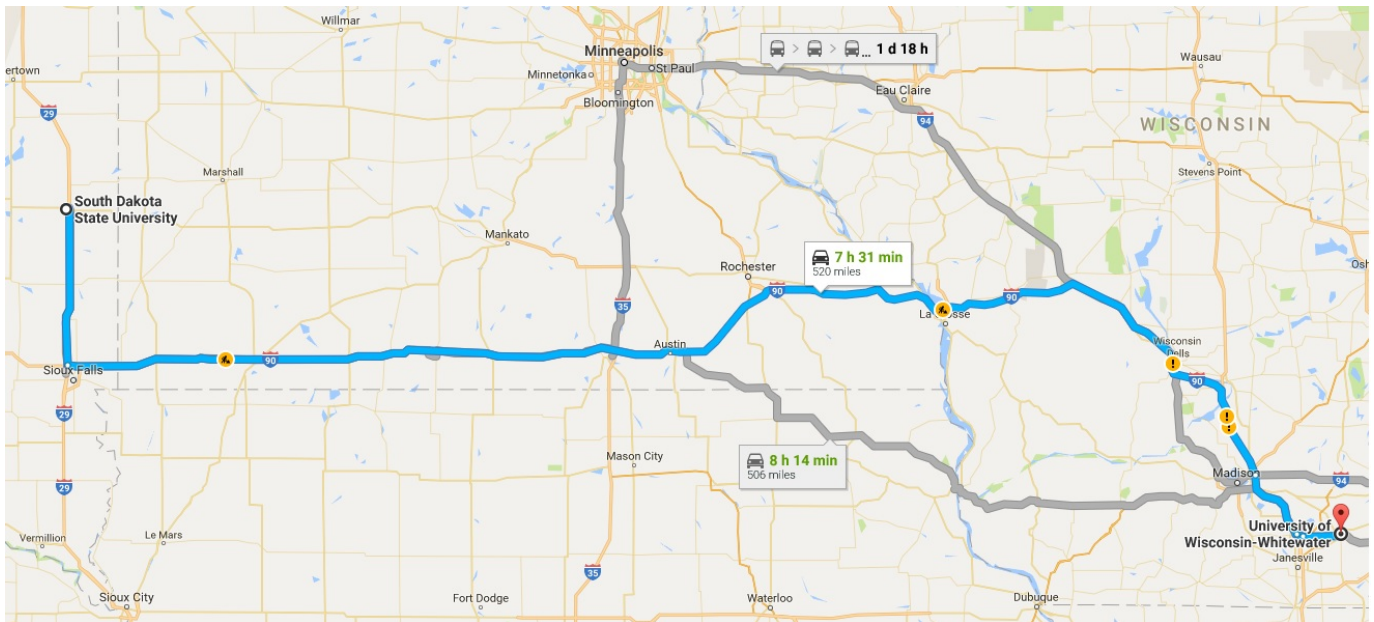 Willmar
Minneapolis
1 d 18 h
Wausau
ertown
Minnetonka
St Paul
Bloomington
Eau Claire
29
94
WISCONSIN
Marshall
Stevens Point
South Dakota
State University
Mankato
Rochester
7 h 31 min
520 miles
Osh
90
90
35
La osse
Austin
Wisconsin
Dells
90
Sioux Falls
90
29
Mason City
8 h 14 min
506 miles
Madison
29
94
University of
Wisconsin-Whitewater
Vermillion
Le Mars
Janesville
35
Sioux City
Fort Dodge
Waterloo
Dubuque